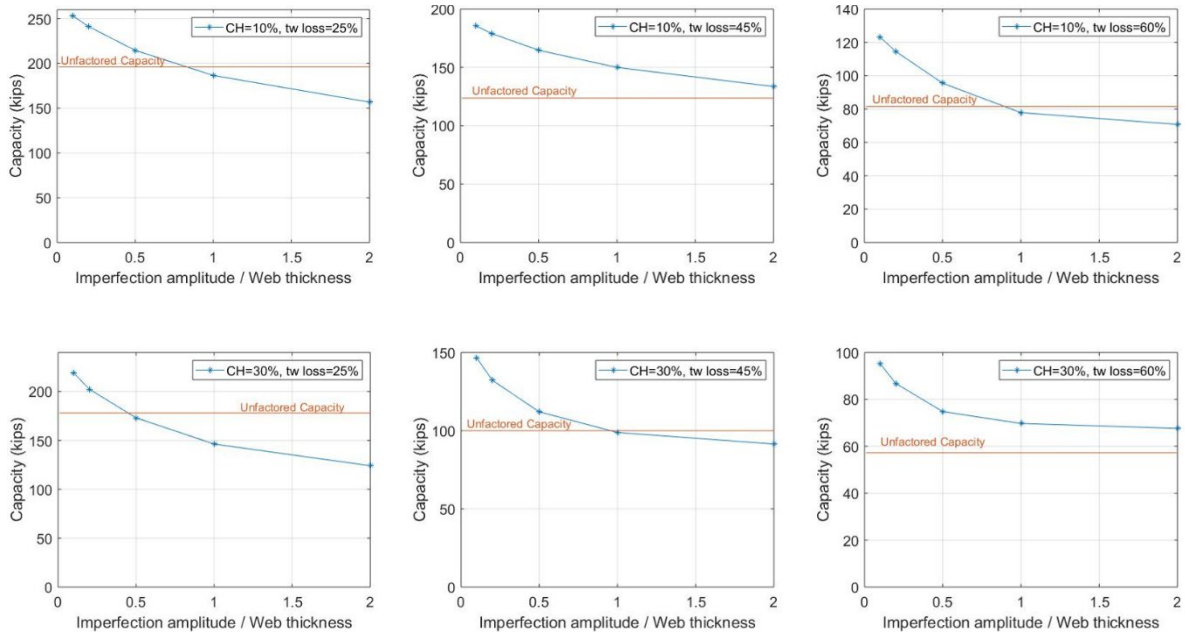 250
200
150
100
50
0
Capacity (kips)
CH=10%, tw loss=25%
Unfactored Capacity
0 0.5 1 1.5 2
Imperfection amplitude / Web thickness
200
150
100
50
0
Capacity (kips)
CH=10%, tw loss=45%
Unfactored Capacity
0 0.5 1 1.5 2
Imperfection amplitude / Web thickness
140
120
100
80
60
40
20
0
Capacity (kips)
CH=10%, tw loss=60%
Unfactored Capacity
0 0.5 1 1.5 2
Imperfection amplitude / Web thickness
200
150
100
50
0
Capacity (kips)
CH=30%, tw loss=25%
Unfactored Capacity
0 0.5 1 1.5 2
Imperfection amplitude / Web thickness
150
100
50
0
Capacity (kips)
CH=30%, tw loss=45%
Unfactored Capacity
0 0.5 1 1.5 2
Imperfection amplitude / Web thickness
100
80
60
40
20
0
Capacity (kips)
CH=30%, tw loss=60%
Unfactored Capacity
0 0.5 1 1.5 2
Imperfection amplitude / Web thickness